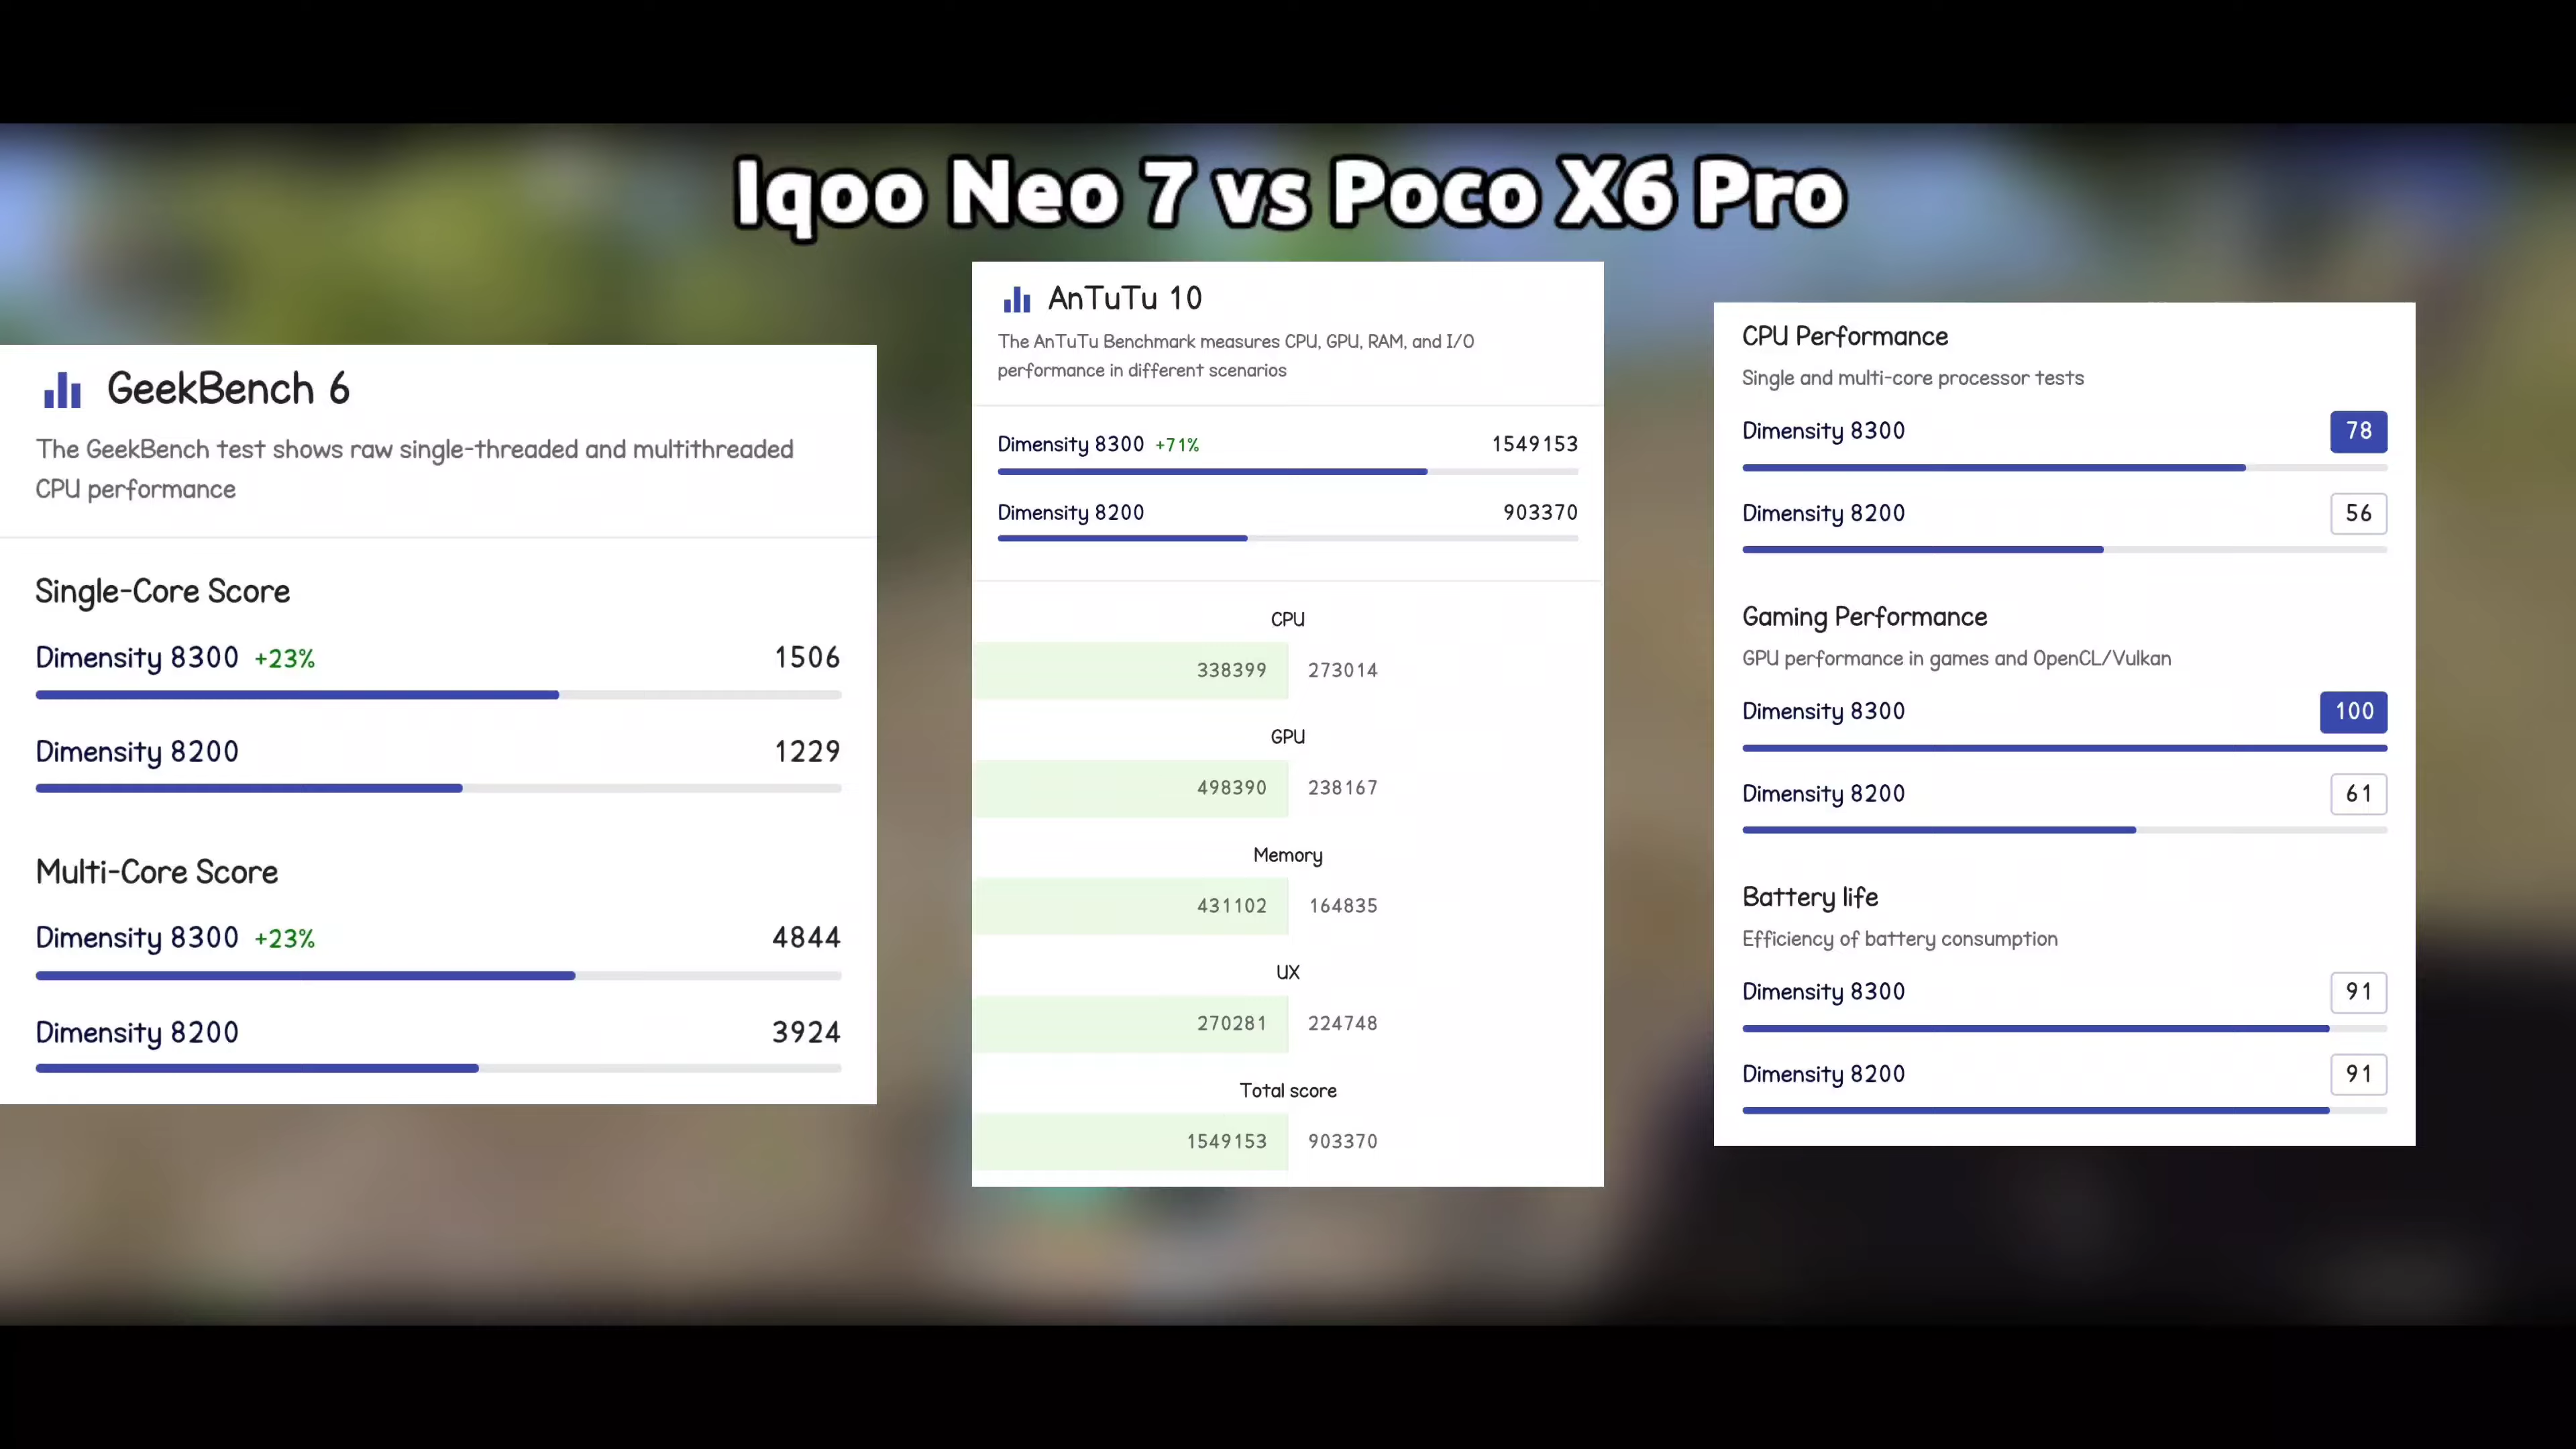 Iqoo Neo 7 vs Poco X6 Pro
GeekBench 6
The GeekBench test shows raw single-threaded and multithreaded
CPU performance
Single-Core Score
Dimensity 8300 +23% 1506
Dimensity 8200 1229
Multi-Core Score
Dimensity 8300 +23% 4844
Dimensity 8200 3924
AnTuTu 10
The AnTuTu Benchmark measures CPU, GPU, RAM, and I/O
performance in different scenarios
Dimensity 8300 +71% 1549153
Dimensity 8200 903370
CPU
338399 273014
GPU
498390 238167
Memory
431102 164835
UX
270281 224748
Total score
1549153 903370
CPU Performance
Single and multi-core processor tests
Dimensity 8300 78
Dimensity 8200 56
Gaming Performance
GPU performance in games and OpenCL/Vulkan
Dimensity 8300 100
Dimensity 8200 61
Battery life
Efficiency of battery consumption
Dimensity 8300 91
Dimensity 8200 91